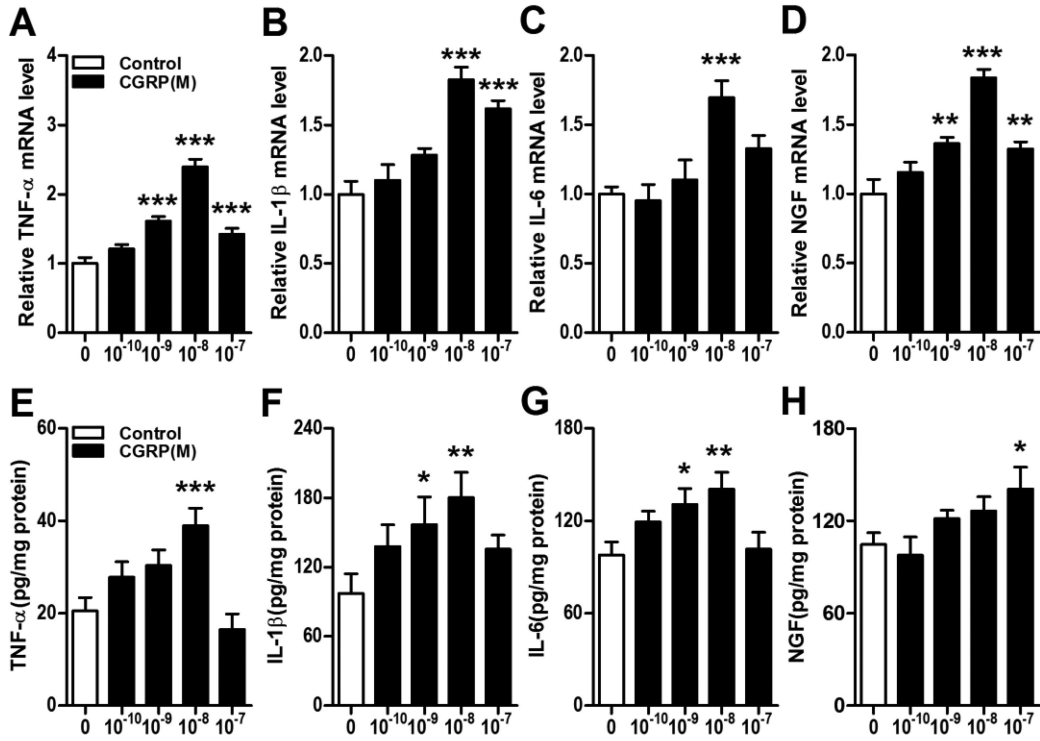 A
Relative TNF-α mRNA level
4
3
2
1
0
Control
CGRP(M)
***
***
***
0 10⁻¹⁰ 10⁻⁹ 10⁻⁸ 10⁻⁷
B
Relative IL-1β mRNA level
2.0
1.5
1.0
0.5
0.0
***
***
0 10⁻¹⁰ 10⁻⁹ 10⁻⁸ 10⁻⁷
C
Relative IL-6 mRNA level
2.0
1.5
1.0
0.5
0.0
***
0 10⁻¹⁰ 10⁻⁹ 10⁻⁸ 10⁻⁷
D
Relative NGF mRNA level
2.0
1.5
1.0
0.5
0.0
**
***
**
0 10⁻¹⁰ 10⁻⁹ 10⁻⁸ 10⁻⁷
E
TNF-α(pg/mg protein)
60
40
20
0
Control
CGRP(M)
***
0 10⁻¹⁰ 10⁻⁹ 10⁻⁸ 10⁻⁷
F
IL-1β(pg/mg protein)
240
180
120
60
0
*
**
0 10⁻¹⁰ 10⁻⁹ 10⁻⁸ 10⁻⁷
G
IL-6(pg/mg protein)
180
120
60
0
*
**
0 10⁻¹⁰ 10⁻⁹ 10⁻⁸ 10⁻⁷
H
NGF(pg/mg protein)
180
120
60
0
*
0 10⁻¹⁰ 10⁻⁹ 10⁻⁸ 10⁻⁷